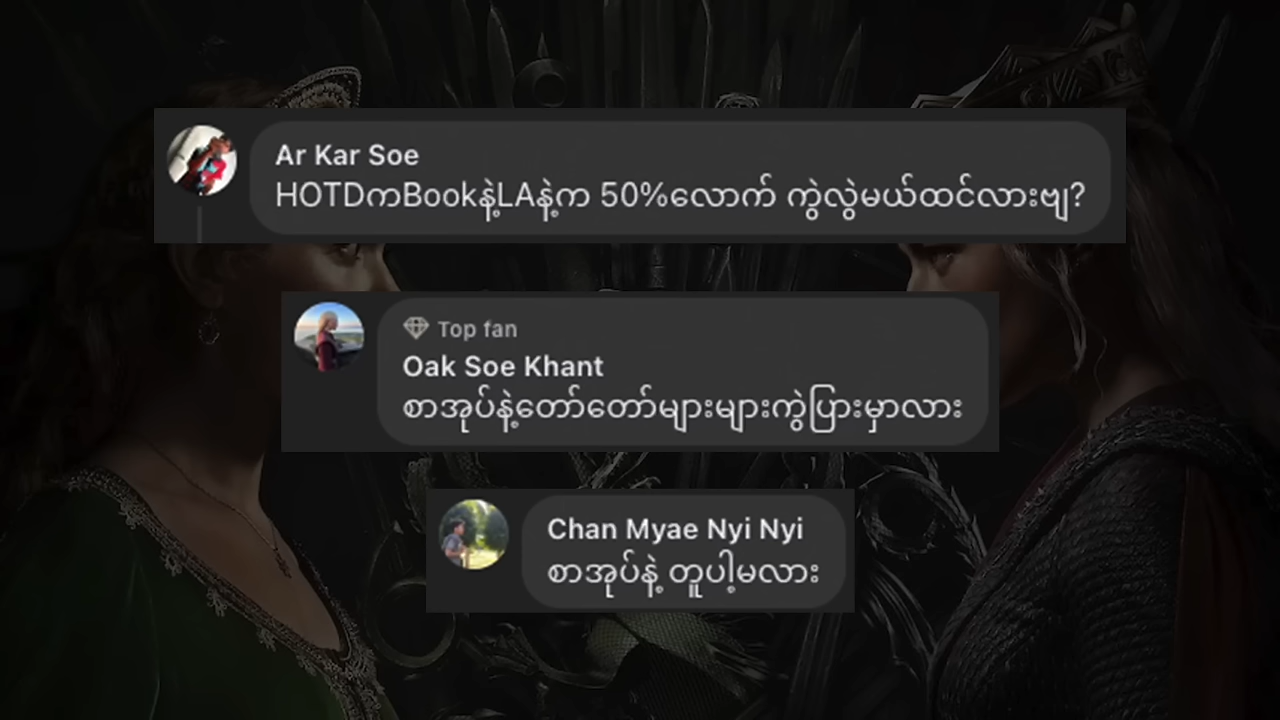 Ar Kar Soe
HOTDကBookနဲ့LAနဲ့က 50%လောက် ကွဲလွဲမယ်ထင်လားဗျ?
Top fan
Oak Soe Khant
စာအုပ်နဲ့တော်တော်များများကွဲပြားမှာလား
Chan Myae Nyi Nyi
စာအုပ်နဲ့ တူပါ့မလား